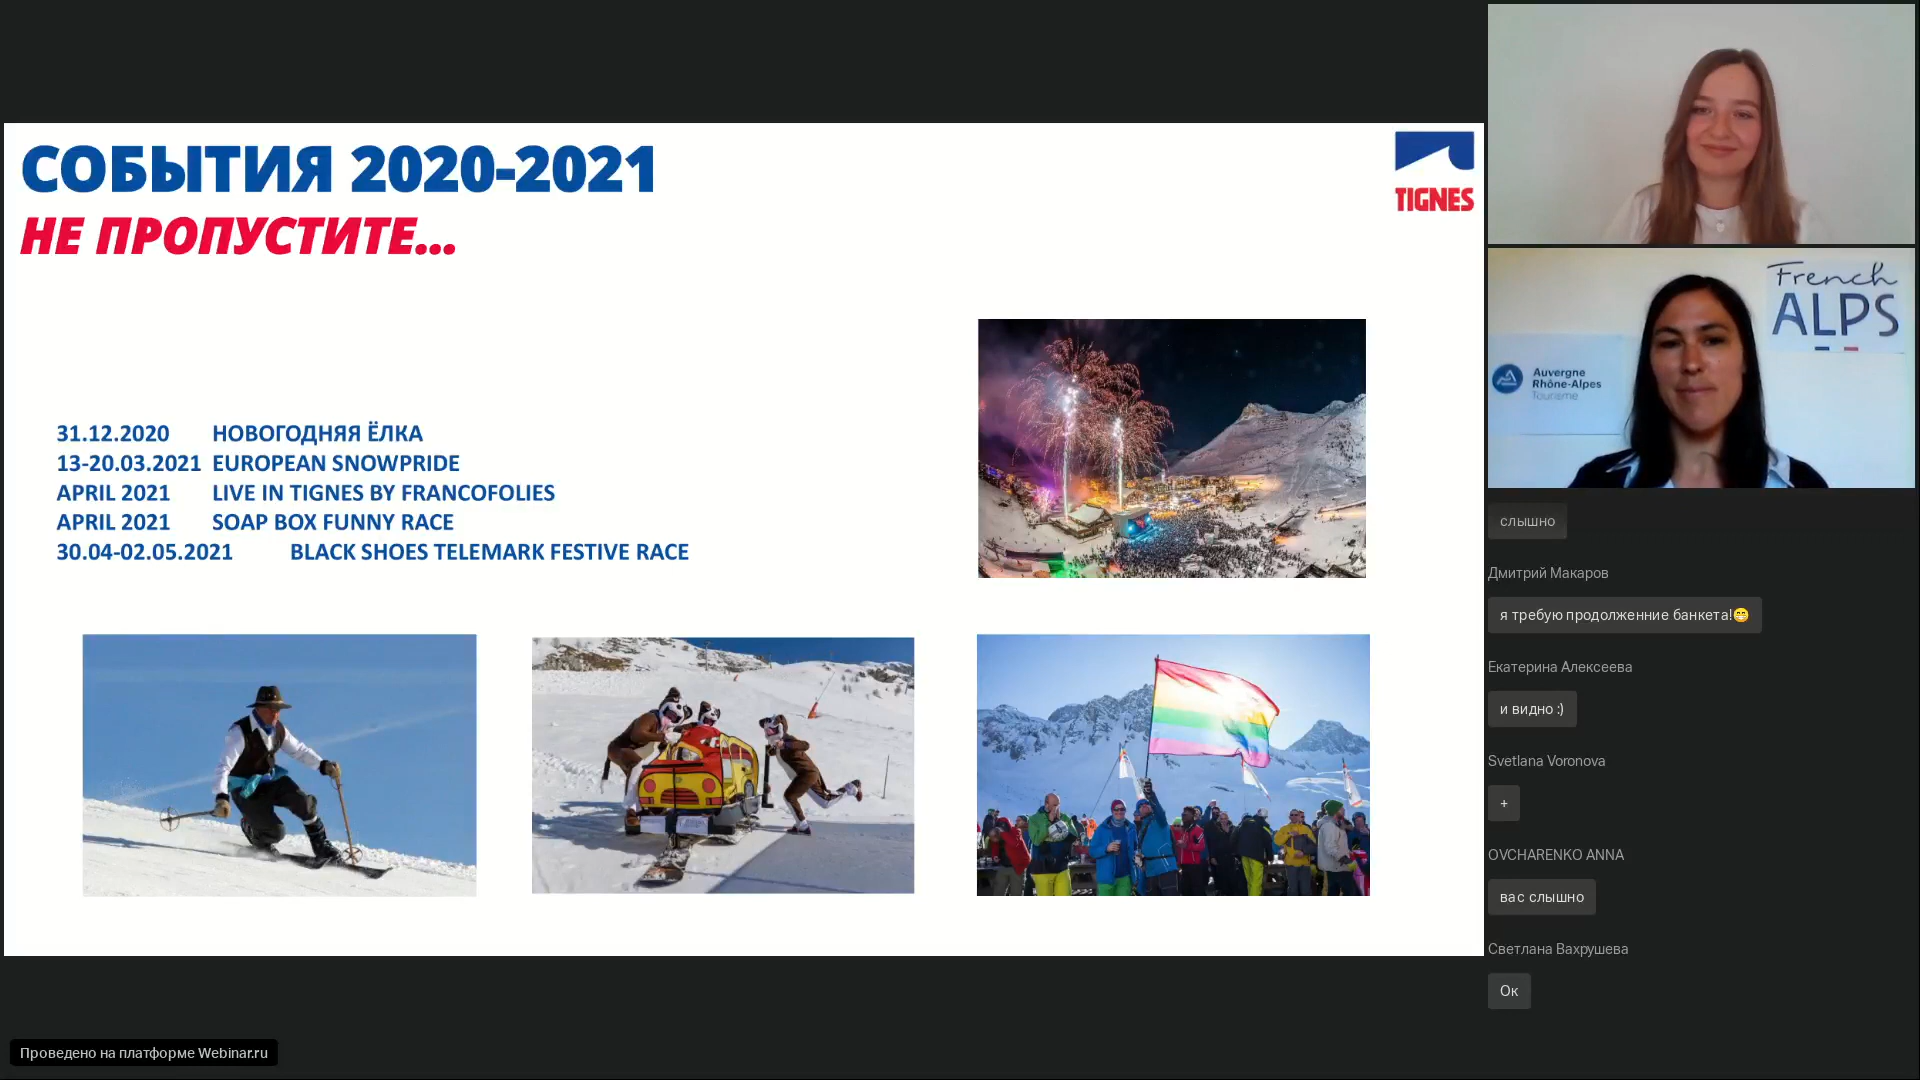 СОБЫТИЯ 2020-2021
НЕ ПРОПУСТИТЕ...
TIGNES
31.12.2020 НОВОГОДНЯЯ ЁЛКА
13-20.03.2021 EUROPEAN SNOWPRIDE
APRIL 2021 LIVE IN TIGNES BY FRANCOFOLIES
APRIL 2021 SOAP BOX FUNNY RACE
30.04-02.05.2021 BLACK SHOES TELEMARK FESTIVE RACE
French
ALPS
Auvergne
Rhône-Alpes
Tourisme
слышно
Дмитрий Макаров
я требую продолженние банкета!😁
Екатерина Алексеева
и видно :)
Svetlana Voronova
+
OVCHARENKO ANNA
вас слышно
Светлана Вахрушева
Ок
Проведено на платформе Webinar.ru